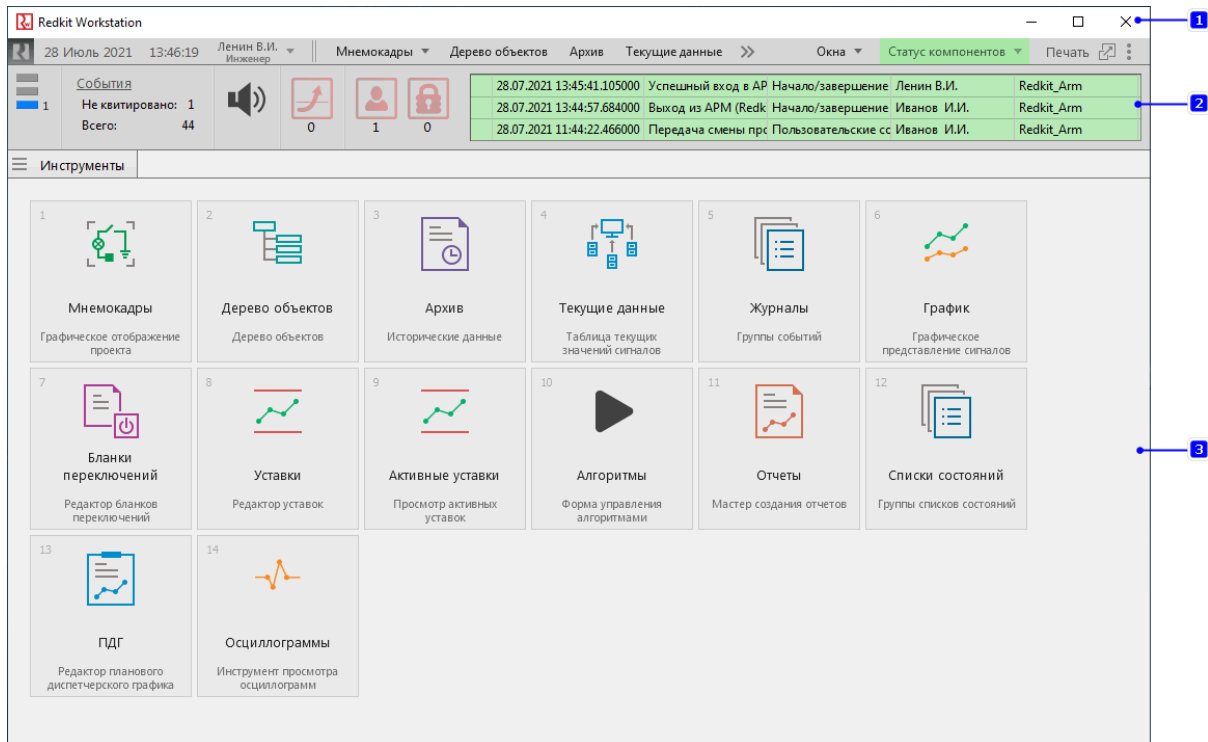 Redkit Workstation
1
28 Июль 2021 13:46:19 Ленин В.И. Инженер Мнемокадры Дерево объектов Архив Текущие данные Окна Статус компонентов Печать
События
1 Не квитировано: 1
Всего: 44
0 1 0
28.07.2021 13:45:41.105000 Успешный вход в АР Начало/завершение Ленин В.И. Redkit_Arm
28.07.2021 13:44:57.684000 Выход из АРМ (Redk Начало/завершение Иванов И.И. Redkit_Arm
28.07.2021 11:44:22.466000 Передача смены прс Пользовательские сс Иванов И.И. Redkit_Arm
2
Инструменты
1
Мнемокадры
Графическое отображение
проекта
2
Дерево объектов
Дерево объектов
3
Архив
Исторические данные
4
Текущие данные
Таблица текущих
значений сигналов
5
Журналы
Группы событий
6
График
Графическое
представление сигналов
7
Бланки
переключений
Редактор бланков
переключений
8
Уставки
Редактор уставок
9
Активные уставки
Просмотр активных
уставок
10
Алгоритмы
Форма управления
алгоритмами
11
Отчеты
Мастер создания отчетов
12
Списки состояний
Группы списков состояний
3
13
ПДГ
Редактор планового
диспетчерского графика
14
Осциллограммы
Инструмент просмотра
осциллограмм